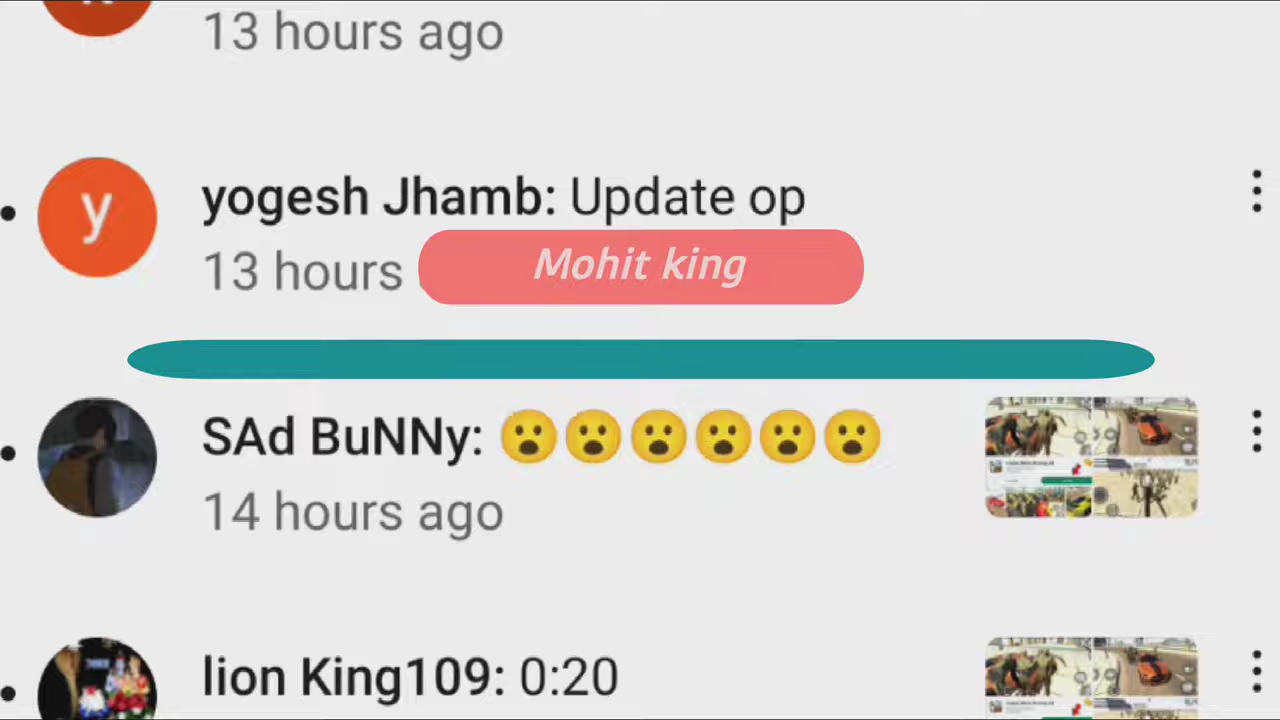 13 hours ago
y
yogesh Jhamb: Update op
13 hours
Mohit king
SAd BuNNy: 😮😮😮😮😮😮
14 hours ago
lion King109: 0:20